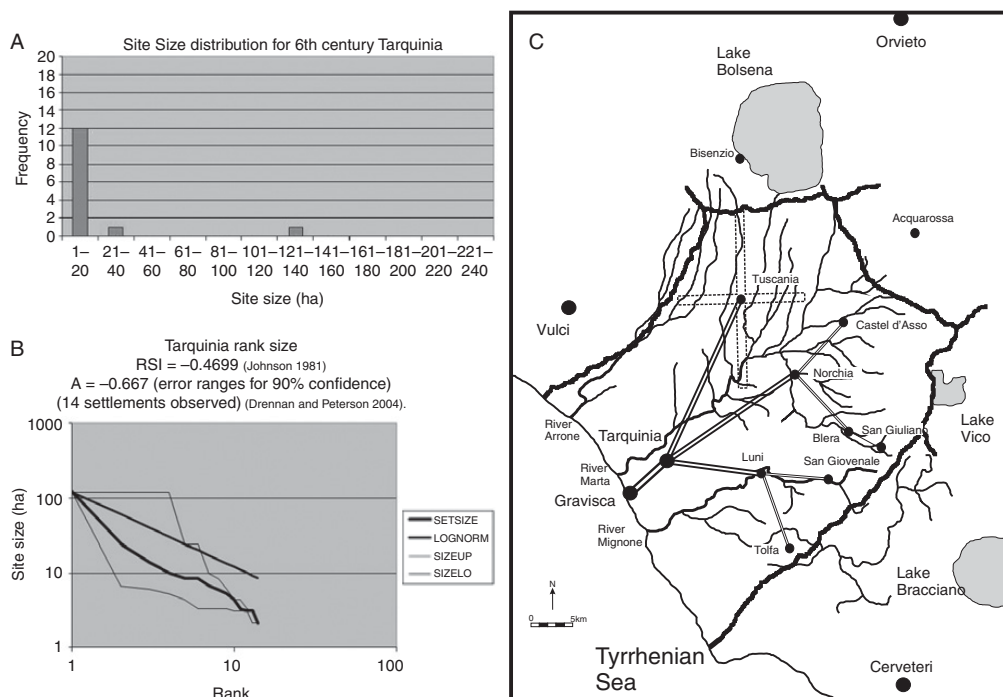 A
Site Size distribution for 6th century Tarquinia
20
18
16
14
12
10
8
6
4
2
0
Frequency
1– 21– 41– 61– 81– 101– 121– 141– 161– 181– 201– 221–
20 40 60 80 100 120 140 160 180 200 220 240
Site size (ha)
B
Tarquinia rank size
RSI = –0.4699 (Johnson 1981)
A = –0.667 (error ranges for 90% confidence)
(14 settlements observed) (Drennan and Peterson 2004).
1000
100
10
1
Site size (ha)
1 10 100
Rank
SETSIZE
LOGNORM
SIZEUP
SIZELO
C
Orvieto
Lake
Bolsena
Bisenzio
Acquarossa
Tuscania
Vulci
Castel d'Asso
Norchia
River
Arrone
Lake
Vico
Tarquinia
Blera
San Giuliano
Luni
San Giovenale
River
Marta
Gravisca
River
Mignone
Tolfa
Lake
Bracciano
N
0 5km
Tyrrhenian
Sea
Cerveteri